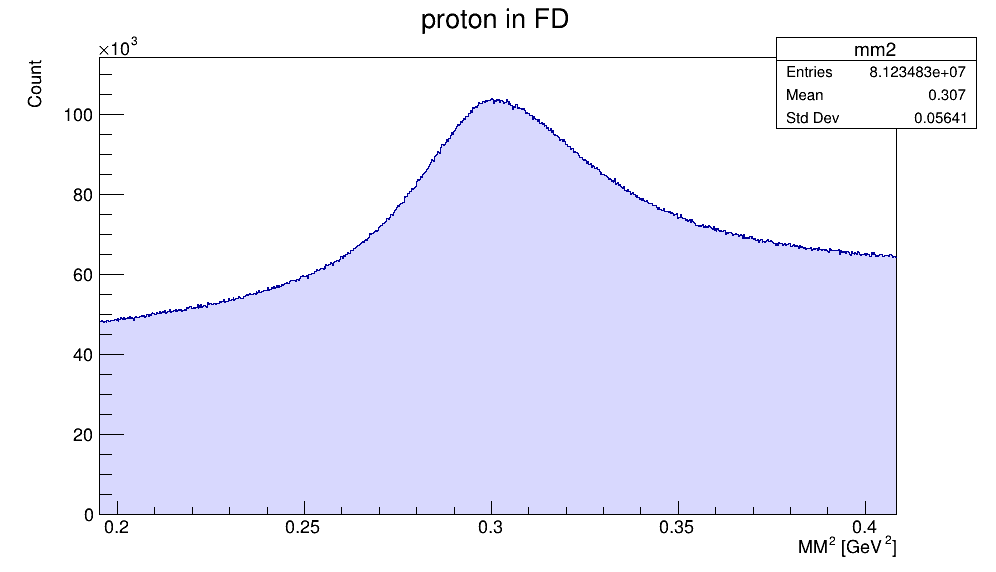 proton in FD
×10³
Count
mm2
Entries 8.123483e+07
Mean 0.307
Std Dev 0.05641
100
80
60
40
20
0
0.2 0.25 0.3 0.35 0.4
MM² [GeV²]